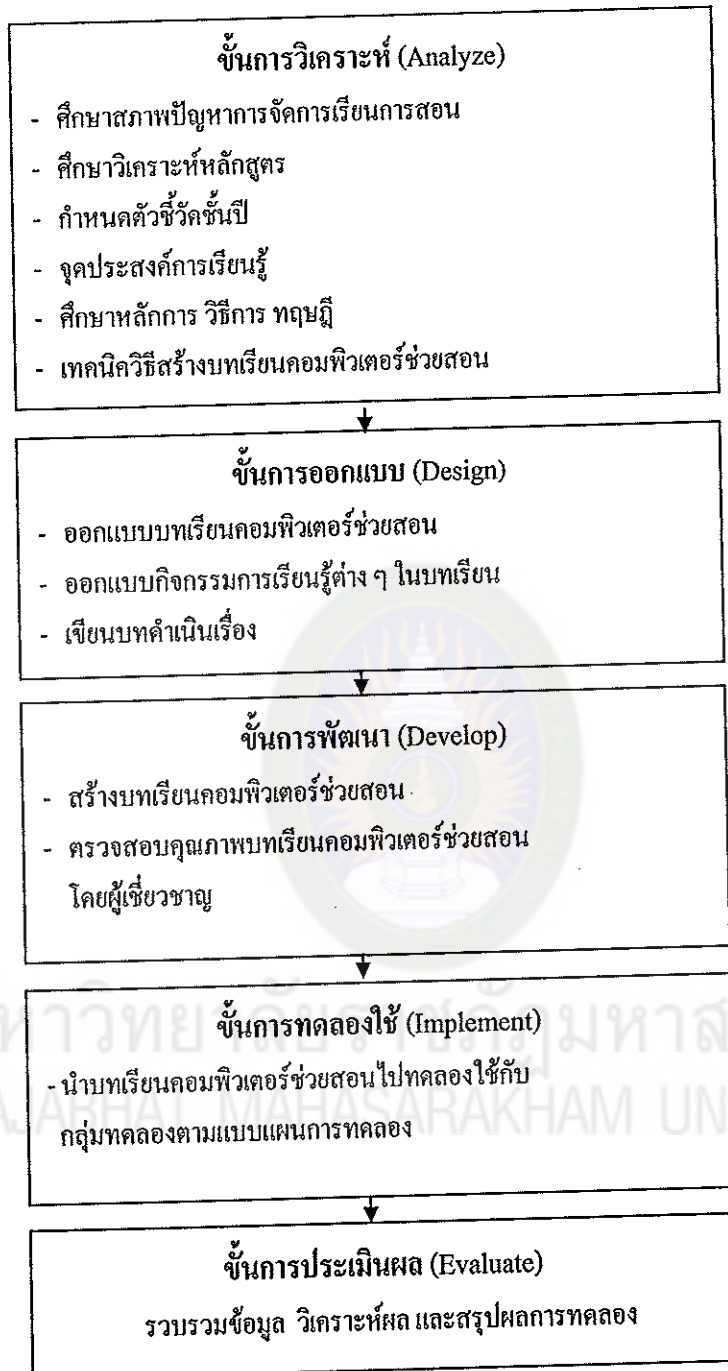 ขั้นการวิเคราะห์ (Analyze)
- ศึกษาสภาพปัญหาการจัดการเรียนการสอน
- ศึกษาวิเคราะห์หลักสูตร
- กำหนดตัวชี้วัดชั้นปี
- จุดประสงค์การเรียนรู้
- ศึกษาหลักการ วิธีการ ทฤษฎี
- เทคนิควิธีสร้างบทเรียนคอมพิวเตอร์ช่วยสอน
ขั้นการออกแบบ (Design)
- ออกแบบบทเรียนคอมพิวเตอร์ช่วยสอน
- ออกแบบกิจกรรมการเรียนรู้ต่าง ๆ ในบทเรียน
- เขียนบทดำเนินเรื่อง
ขั้นการพัฒนา (Develop)
- สร้างบทเรียนคอมพิวเตอร์ช่วยสอน
- ตรวจสอบคุณภาพบทเรียนคอมพิวเตอร์ช่วยสอน
โดยผู้เชี่ยวชาญ
ขั้นการทดลองใช้ (Implement)
- นำบทเรียนคอมพิวเตอร์ช่วยสอนไปทดลองใช้กับ
กลุ่มทดลองตามแบบแผนการทดลอง
ขั้นการประเมินผล (Evaluate)
รวบรวมข้อมูล วิเคราะห์ผล และสรุปผลการทดลอง